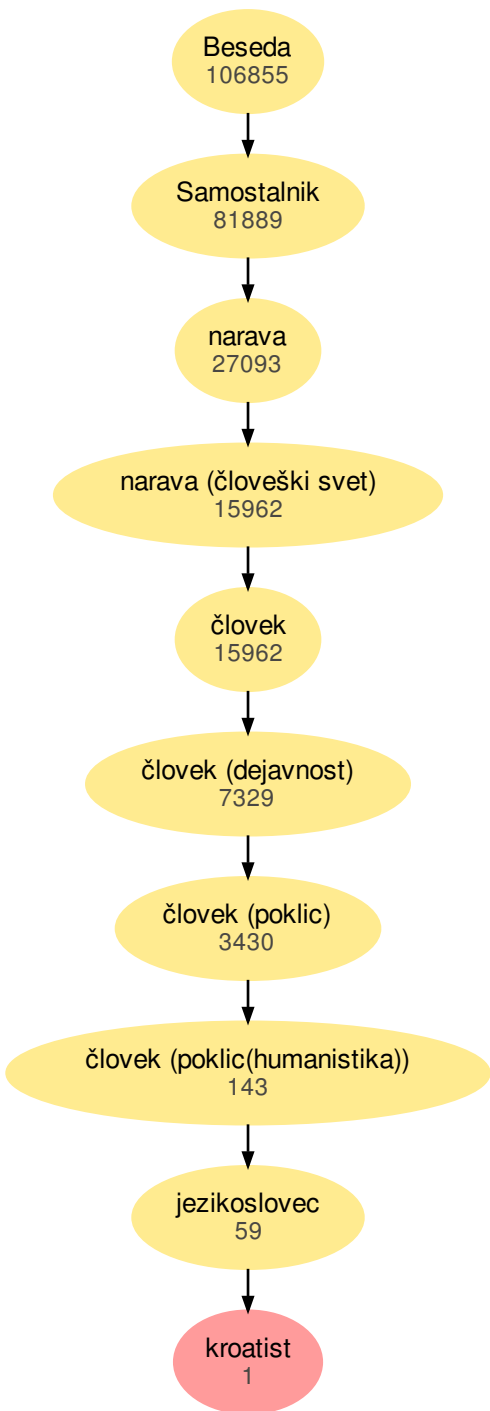 Beseda
106855
Samostalnik
81889
narava
27093
narava (človeški svet)
15962
človek
15962
človek (dejavnost)
7329
človek (poklic)
3430
človek (poklic(humanistika))
143
jezikoslovec
59
kroatist
1